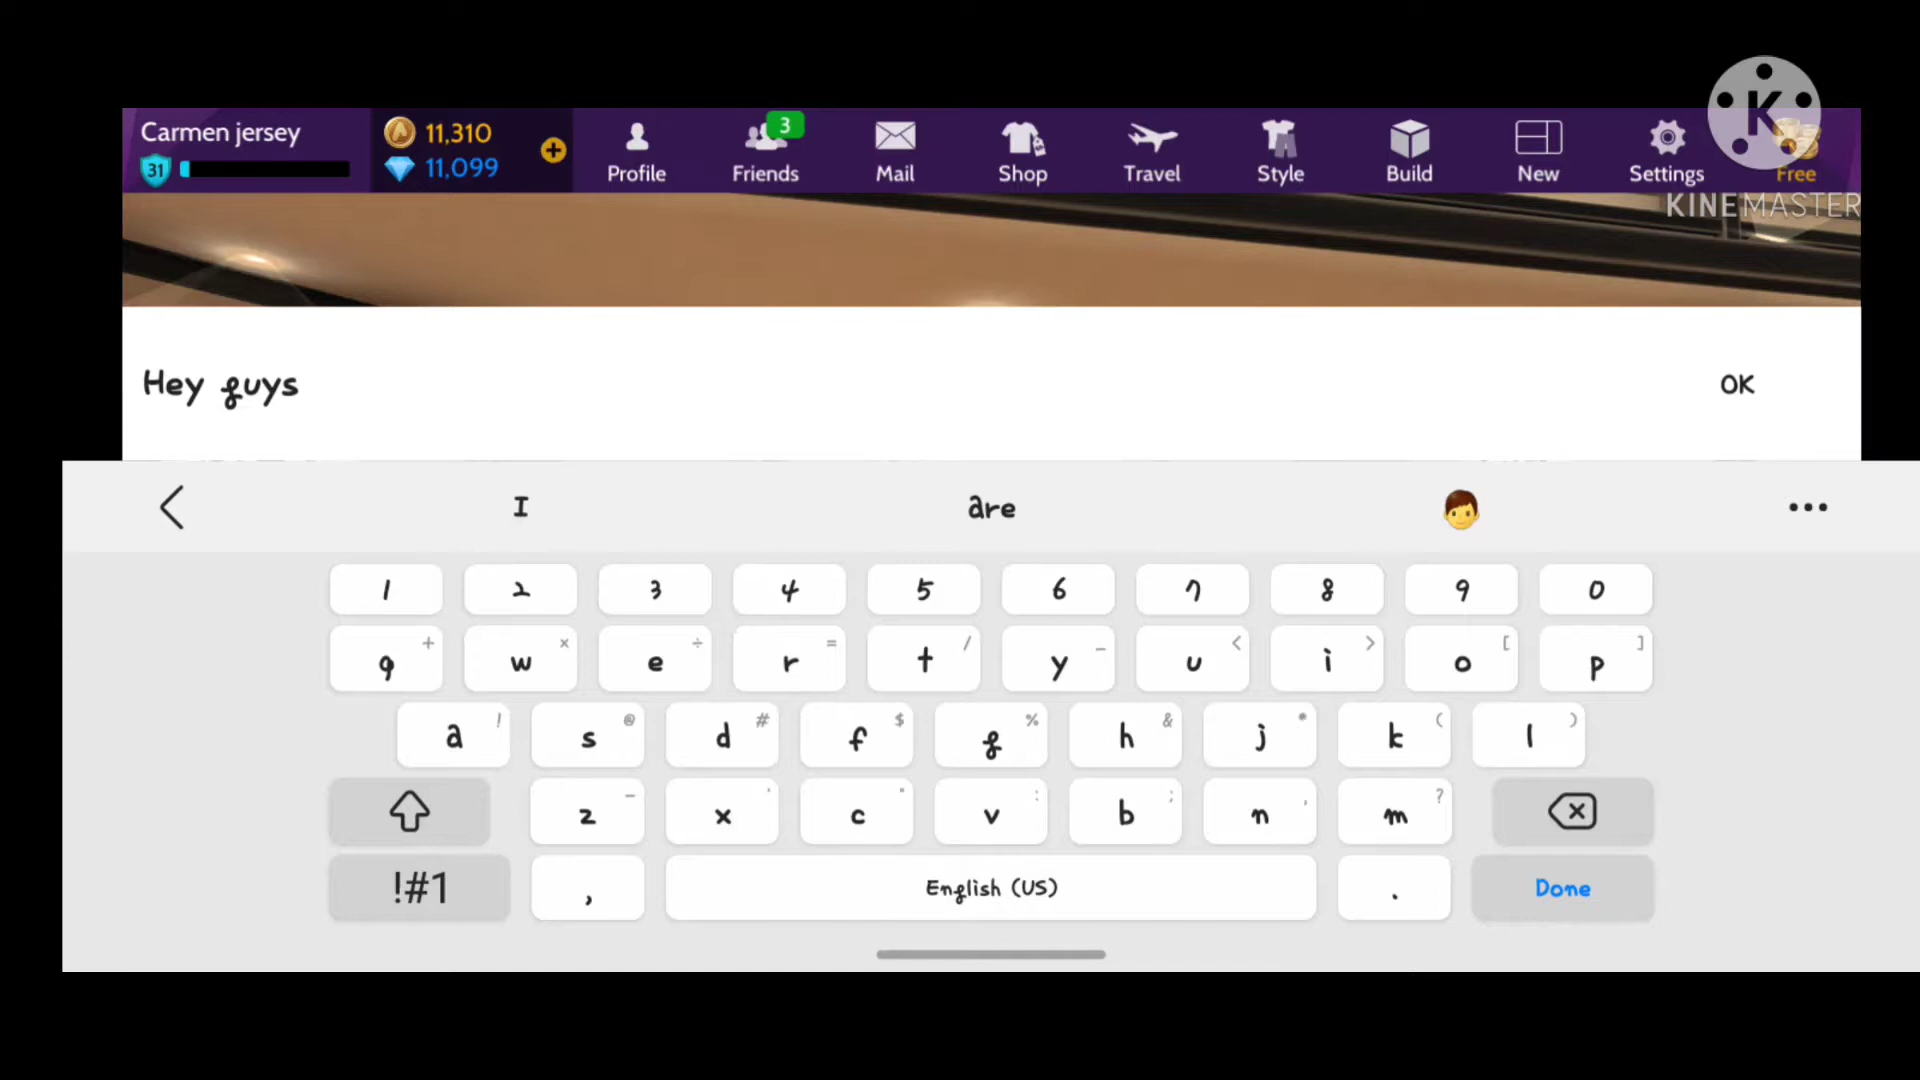 Carmen jersey
31
11,310
11,099
Profile
3
Friends
Mail
Shop
Travel
Style
Build
New
Settings
Free
K
KINEMASTER
Hey guys
OK
I are
1 2 3 4 5 6 7 8 9 0
q + w × e ÷ r = t / y _ u < i > o [ p ]
a ! s @ d # f $ g % h & j * k ( l )
z - x ' c " v : b ; n , m ?
!#1 , English (US) . Done